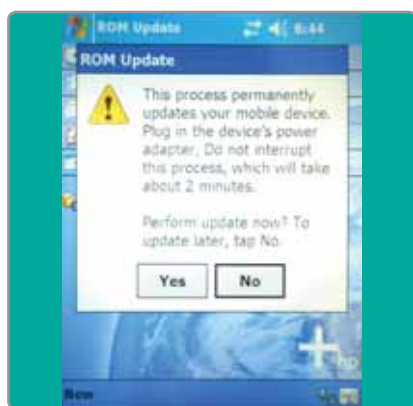 ROM Update 8:44
ROM Update
This process permanently
updates your mobile device.
Plug in the device's power
adapter. Do not interrupt
this process, which will take
about 2 minutes.
Perform update now? To
update later, tap No.
Yes No
hp
New